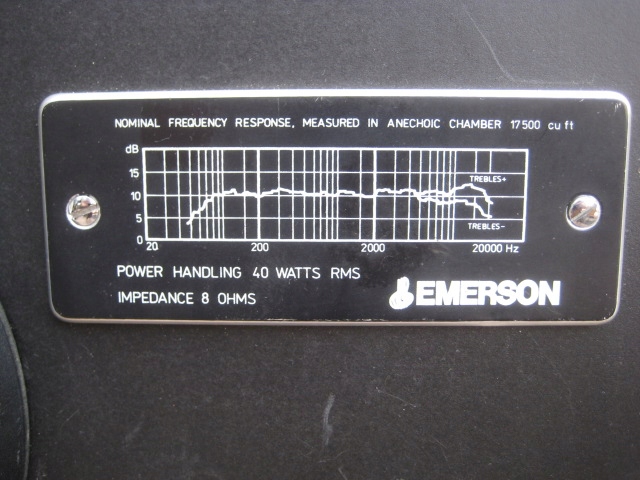 NOMINAL FREQUENCY RESPONSE, MEASURED IN ANECHOIC CHAMBER 17500 cu ft
dB
15
10
5
0
TREBLES+
TREBLES-
20 200 2000 20000 Hz
POWER HANDLING 40 WATTS RMS
IMPEDANCE 8 OHMS
EMERSON